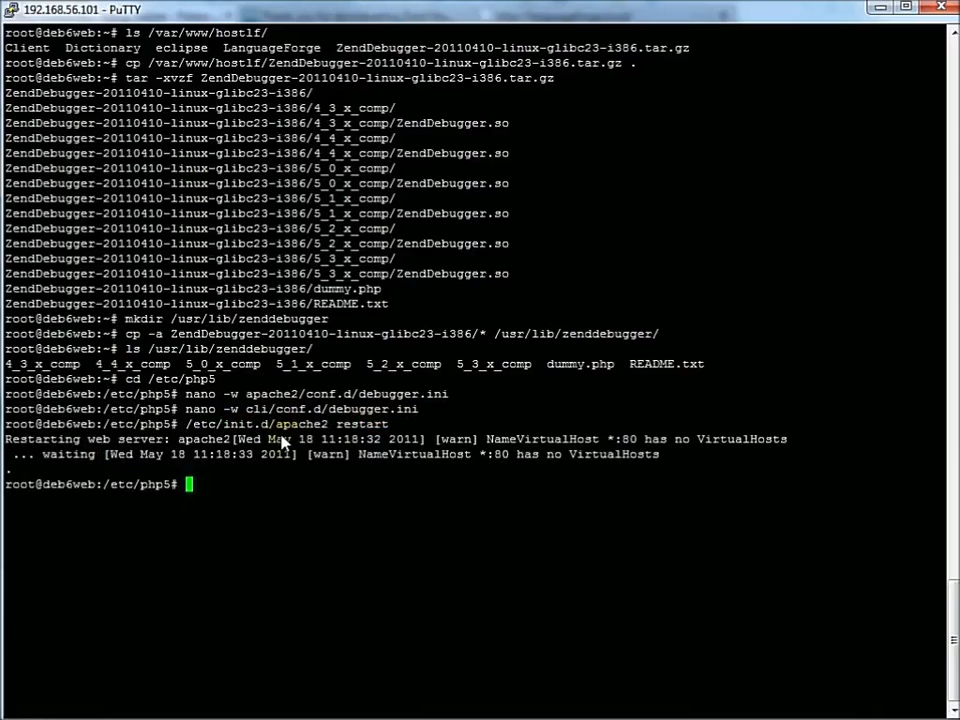 192.168.56.101 - PuTTY
root@deb6web:~# ls /var/www/hostlf/
Client  Dictionary  eclipse  LanguageForge  ZendDebugger-20110410-linux-glibc23-i386.tar.gz
root@deb6web:~# cp /var/www/hostlf/ZendDebugger-20110410-linux-glibc23-i386.tar.gz .
root@deb6web:~# tar -xvzf ZendDebugger-20110410-linux-glibc23-i386.tar.gz
ZendDebugger-20110410-linux-glibc23-i386/
ZendDebugger-20110410-linux-glibc23-i386/4_3_x_comp/
ZendDebugger-20110410-linux-glibc23-i386/4_3_x_comp/ZendDebugger.so
ZendDebugger-20110410-linux-glibc23-i386/4_4_x_comp/
ZendDebugger-20110410-linux-glibc23-i386/4_4_x_comp/ZendDebugger.so
ZendDebugger-20110410-linux-glibc23-i386/5_0_x_comp/
ZendDebugger-20110410-linux-glibc23-i386/5_0_x_comp/ZendDebugger.so
ZendDebugger-20110410-linux-glibc23-i386/5_1_x_comp/
ZendDebugger-20110410-linux-glibc23-i386/5_1_x_comp/ZendDebugger.so
ZendDebugger-20110410-linux-glibc23-i386/5_2_x_comp/
ZendDebugger-20110410-linux-glibc23-i386/5_2_x_comp/ZendDebugger.so
ZendDebugger-20110410-linux-glibc23-i386/5_3_x_comp/
ZendDebugger-20110410-linux-glibc23-i386/5_3_x_comp/ZendDebugger.so
ZendDebugger-20110410-linux-glibc23-i386/dummy.php
ZendDebugger-20110410-linux-glibc23-i386/README.txt
root@deb6web:~# mkdir /usr/lib/zenddebugger
root@deb6web:~# cp -a ZendDebugger-20110410-linux-glibc23-i386/* /usr/lib/zenddebugger/
root@deb6web:~# ls /usr/lib/zenddebugger/
4_3_x_comp  4_4_x_comp  5_0_x_comp  5_1_x_comp  5_2_x_comp  5_3_x_comp  dummy.php  README.txt
root@deb6web:~# cd /etc/php5
root@deb6web:/etc/php5# nano -w apache2/conf.d/debugger.ini
root@deb6web:/etc/php5# nano -w cli/conf.d/debugger.ini
root@deb6web:/etc/php5# /etc/init.d/apache2 restart
Restarting web server: apache2[Wed May 18 11:18:32 2011] [warn] NameVirtualHost *:80 has no VirtualHosts
 ... waiting [Wed May 18 11:18:33 2011] [warn] NameVirtualHost *:80 has no VirtualHosts
.
root@deb6web:/etc/php5#